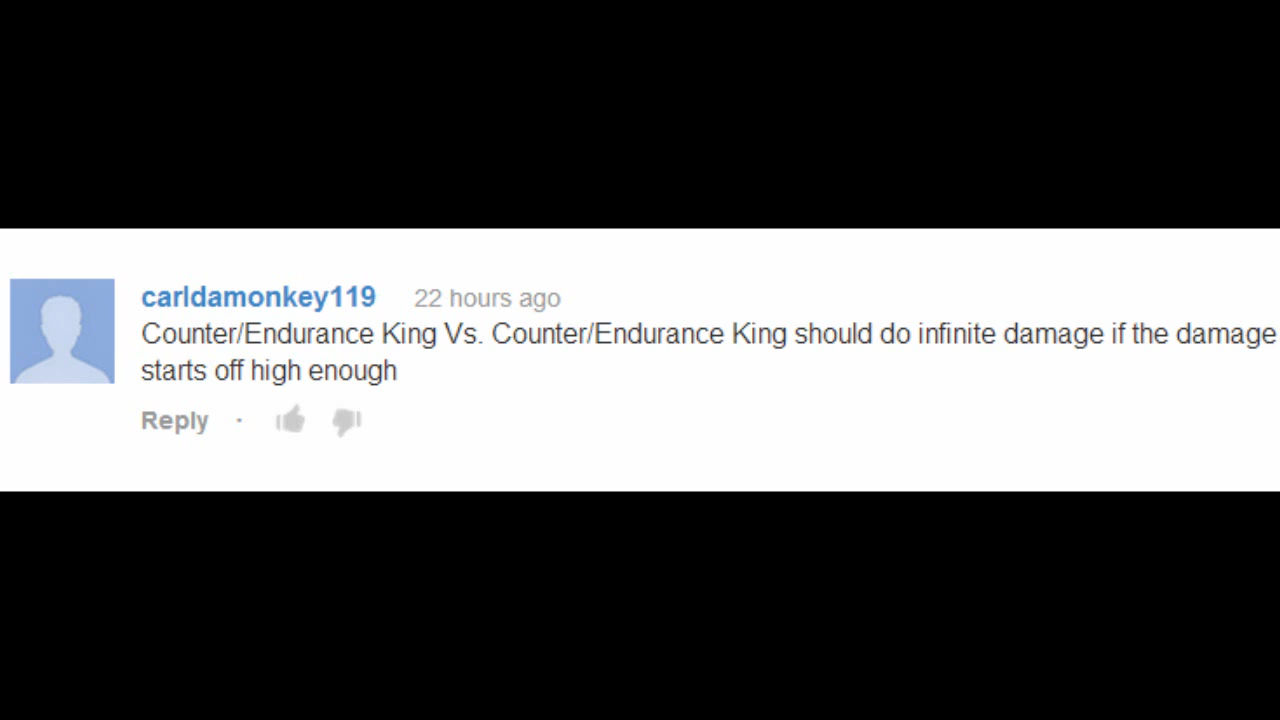 carldamonkey119 22 hours ago
Counter/Endurance King Vs. Counter/Endurance King should do infinite damage if the damage
starts off high enough
Reply ·